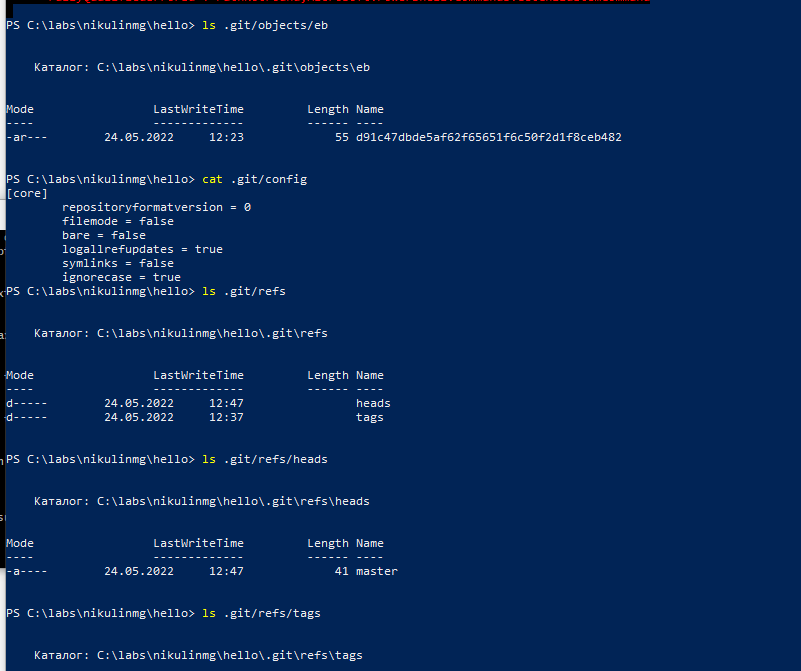 PS C:\labs\nikulinmg\hello> ls .git/objects/eb
Каталог: C:\labs\nikulinmg\hello\.git\objects\eb
Mode LastWriteTime Length Name
---- ------------- ------ ----
-ar--- 24.05.2022 12:23 55 d91c47dbde5af62f65651f6c50f2d1f8ceb482
PS C:\labs\nikulinmg\hello> cat .git/config
[core]
repositoryformatversion = 0
filemode = false
bare = false
logallrefupdates = true
symlinks = false
ignorecase = true
PS C:\labs\nikulinmg\hello> ls .git/refs
Каталог: C:\labs\nikulinmg\hello\.git\refs
Mode LastWriteTime Length Name
---- ------------- ------ ----
d----- 24.05.2022 12:47 heads
d----- 24.05.2022 12:37 tags
PS C:\labs\nikulinmg\hello> ls .git/refs/heads
Каталог: C:\labs\nikulinmg\hello\.git\refs\heads
Mode LastWriteTime Length Name
---- ------------- ------ ----
-a---- 24.05.2022 12:47 41 master
PS C:\labs\nikulinmg\hello> ls .git/refs/tags
Каталог: C:\labs\nikulinmg\hello\.git\refs\tags